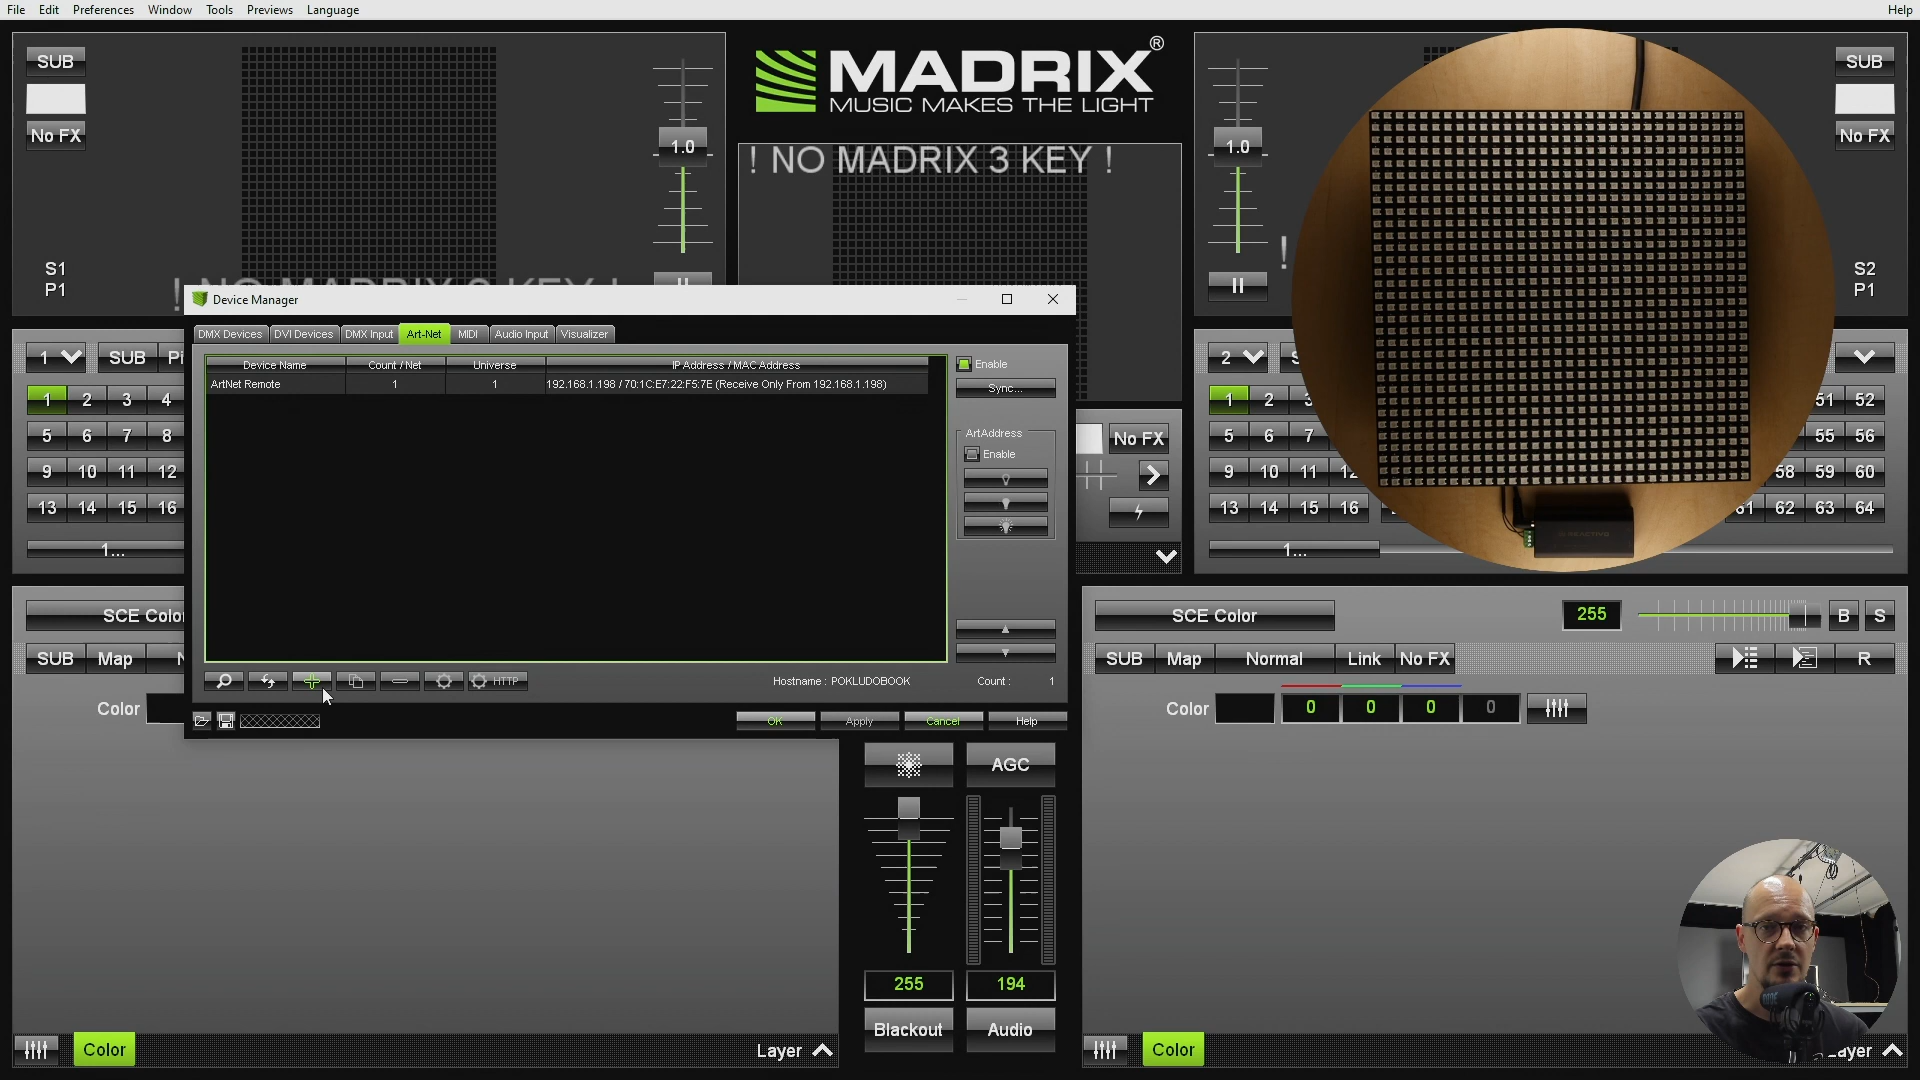 File Edit Preferences Window Tools Previews Language Help
SUB
No FX
S1
P1
1.0
MADRIX®
MUSIC MAKES THE LIGHT
! NO MADRIX 3 KEY !
1.0
SUB
No FX
S2
P1
Device Manager
DMX Devices DVI Devices DMX Input Art-Net MIDI Audio Input Visualizer
Device Name Count / Net Universe IP Address / MAC Address
ArtNet Remote 1 1 192.168.1.198 / 70:1C:E7:22:F5:7E (Receive Only From 192.168.1.198)
Enable
Sync...
ArtAddress
Enable
HTTP
Hostname : POKLUDOBOOK Count : 1
OK Apply Cancel Help
1 SUB
1 2 3 4
5 6 7 8
9 10 11 12
13 14 15 16
1...
No FX
2
1 2 51 52
5 6 7 55 56
9 10 11 58 59 60
13 14 15 16 62 63 64
1...
SCE
SUB Map
Color
SCE Color 255 B S
SUB Map Normal Link No FX R
Color 0 0 0 0
AGC
255 194
Blackout Audio
Color Layer
Color